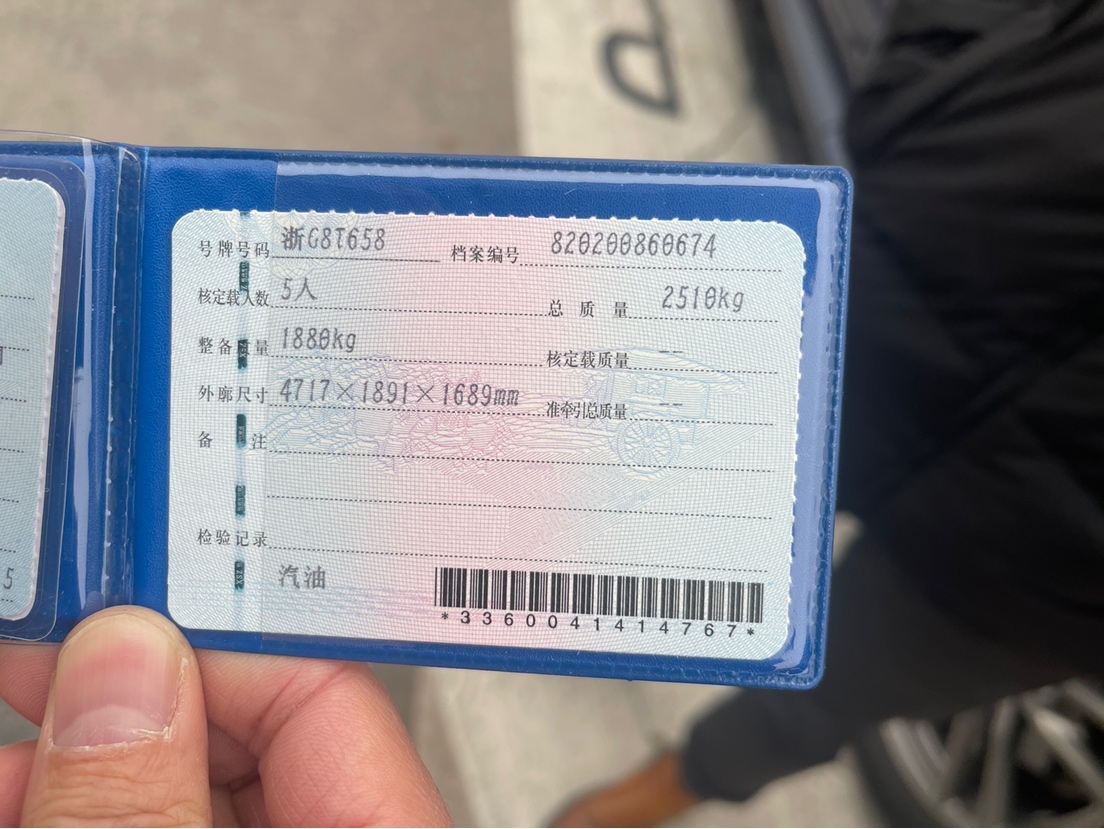 号牌号码 浙G8T658 档案编号 820200860674
核定载人数 5人 总质量 2510kg
整备质量 1880kg 核定载质量 --
外廓尺寸 4717×1891×1689mm 准牵引总质量 --
备注
检验记录
汽油
*3360041414767*
5